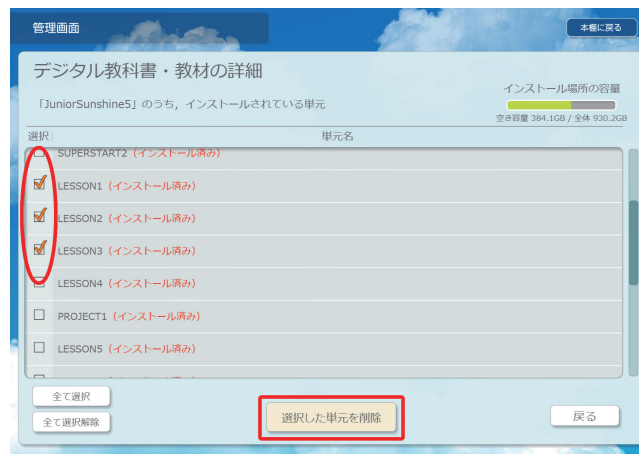 管理画面
本棚に戻る
デジタル教科書・教材の詳細
インストール場所の容量
「JuniorSunshine5」のうち，インストールされている単元
空き容量 384.1GB / 全体 930.2GB
選択 単元名
SUPERSTART2（インストール済み）
LESSON1（インストール済み）
LESSON2（インストール済み）
LESSON3（インストール済み）
LESSON4（インストール済み）
PROJECT1（インストール済み）
LESSON5（インストール済み）
全て選択
選択した単元を削除
戻る
全て選択解除